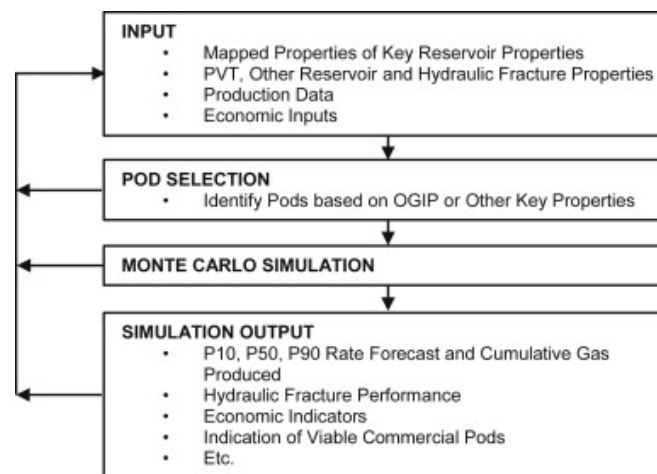 INPUT
• Mapped Properties of Key Reservoir Properties
• PVT, Other Reservoir and Hydraulic Fracture Properties
• Production Data
• Economic Inputs
POD SELECTION
• Identify Pods based on OGIP or Other Key Properties
MONTE CARLO SIMULATION
SIMULATION OUTPUT
• P10, P50, P90 Rate Forecast and Cumulative Gas
Produced
• Hydraulic Fracture Performance
• Economic Indicators
• Indication of Viable Commercial Pods
• Etc.